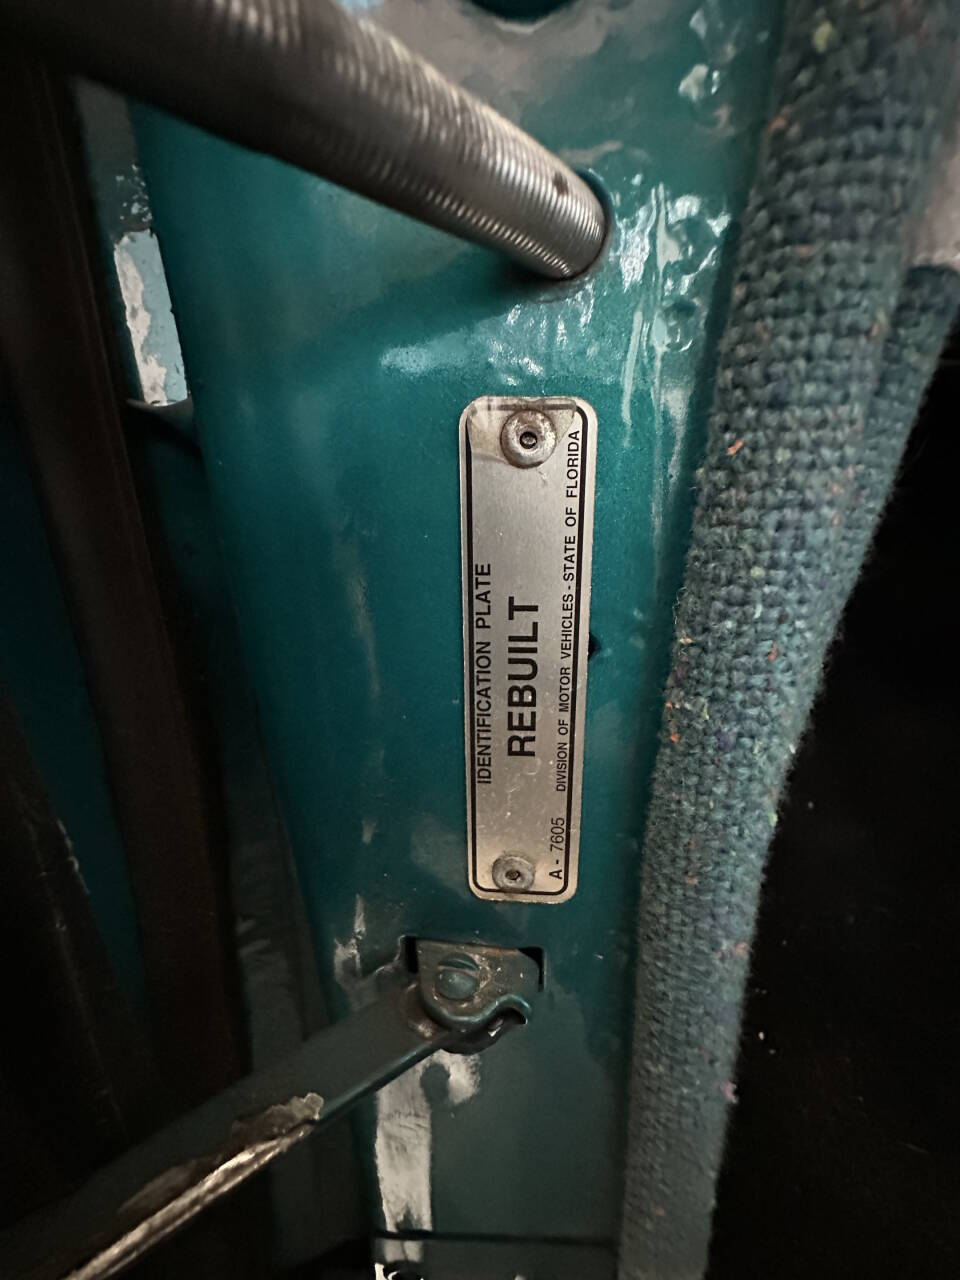 IDENTIFICATION PLATE
REBUILT
A - 7605 DIVISION OF MOTOR VEHICLES - STATE OF FLORIDA